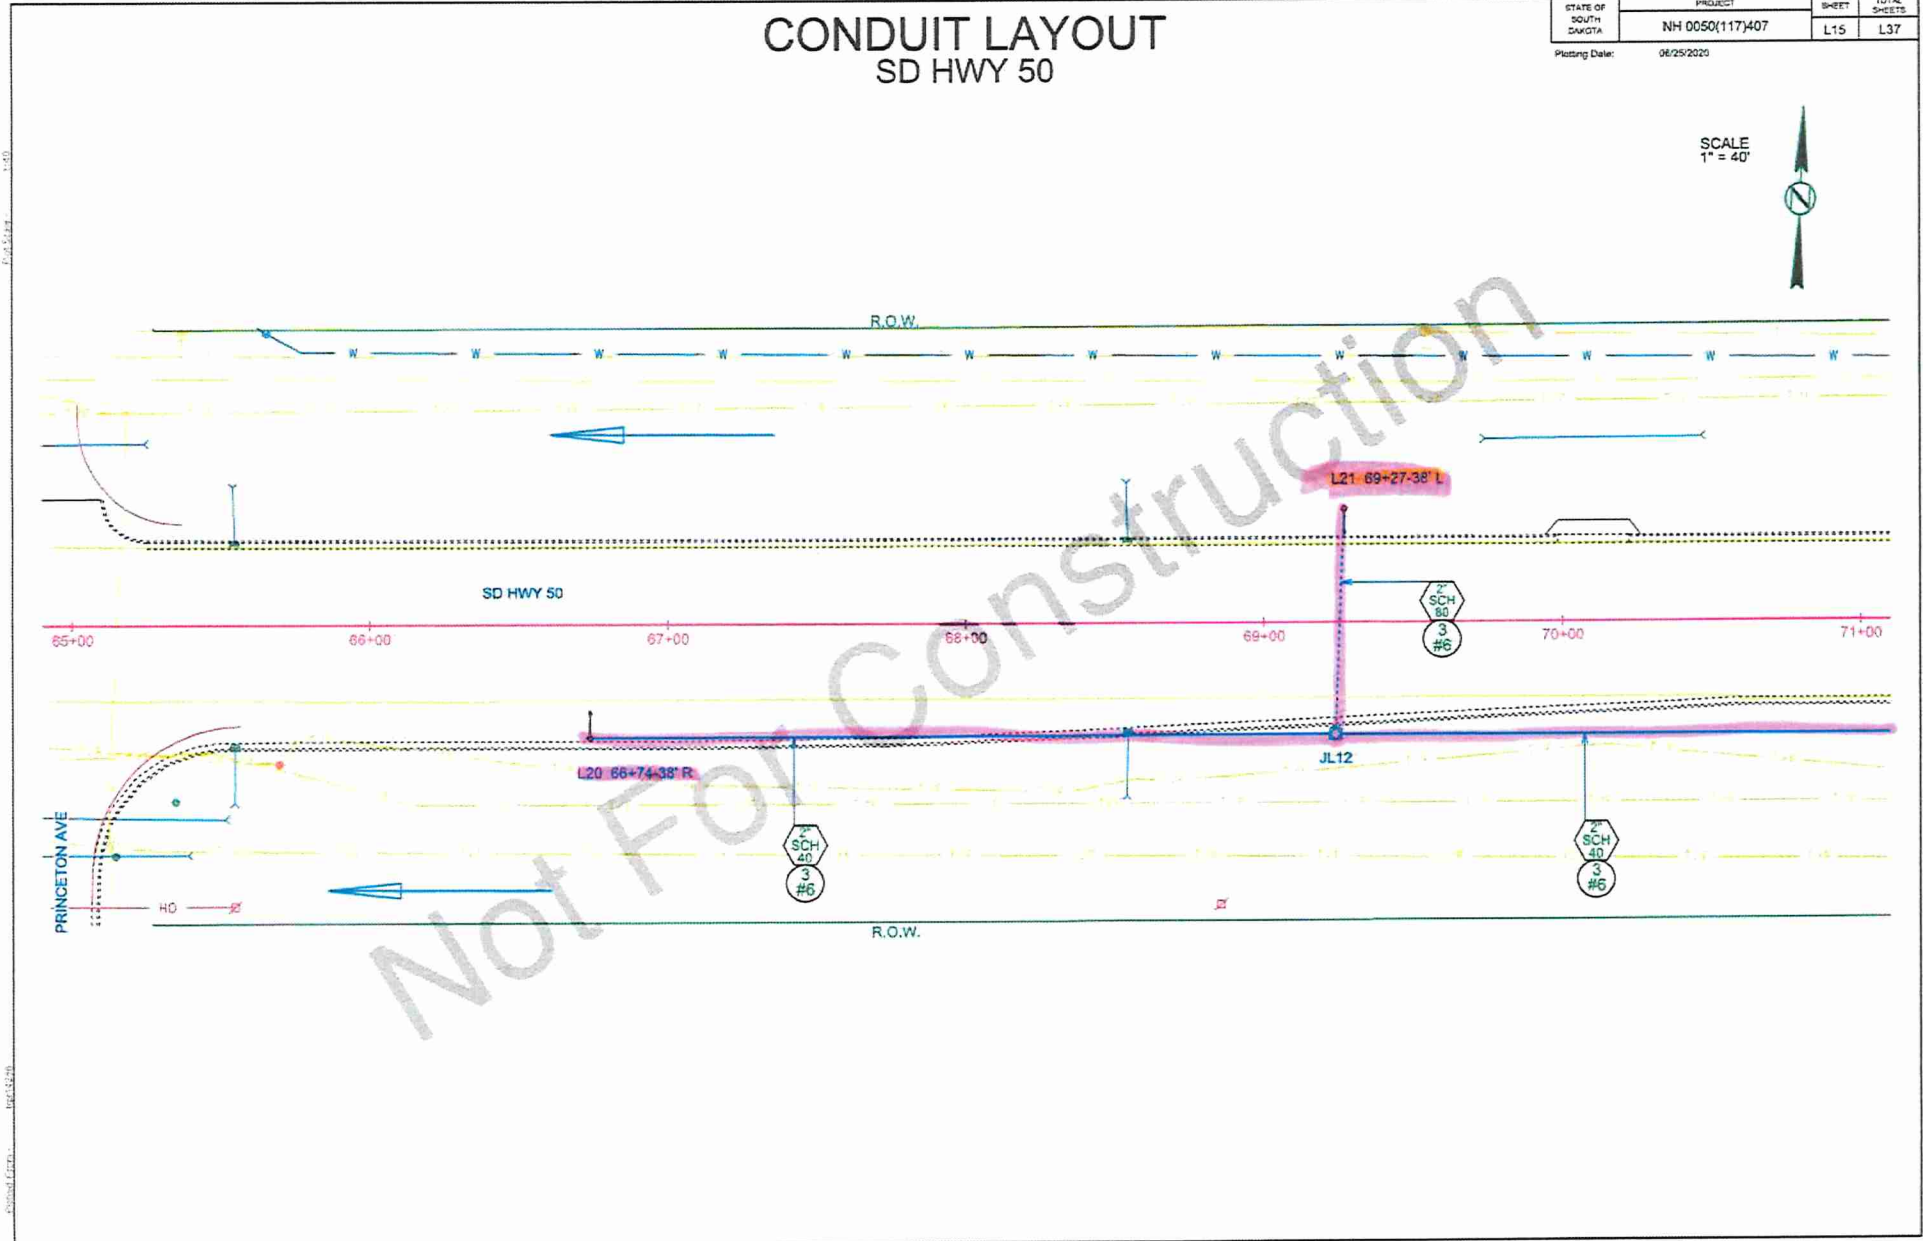 CONDUIT LAYOUT
SD HWY 50
STATE OF
SOUTH
DAKOTA
PROJECT
NH 0050(117)407
SHEET
L15
TOTAL
SHEETS
L37
Plotting Date: 06/25/2020
SCALE
1" = 40'
N
R.O.W.
W W W W W W W W W W W W W
L21 69+27-38' L
2"
SCH
80
3
#6
SD HWY 50
65+00 66+00 67+00 68+00 69+00 70+00 71+00
JL12
L20 66+74-38' R
2"
SCH
40
3
#6
2"
SCH
40
3
#6
PRINCETON AVE
HO
R.O.W.
Not For Construction